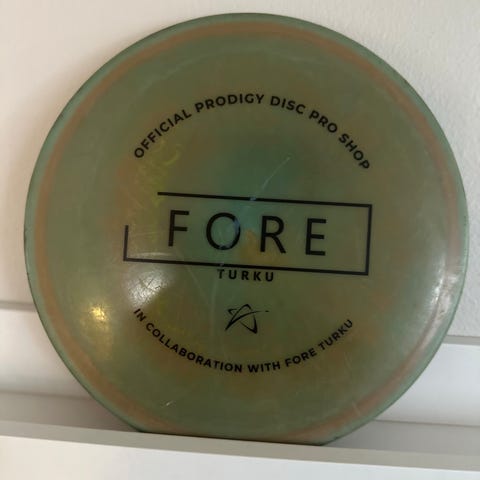 OFFICIAL PRODIGY DISC PRO SHOP
FORE
TURKU
IN COLLABORATION WITH FORE TURKU